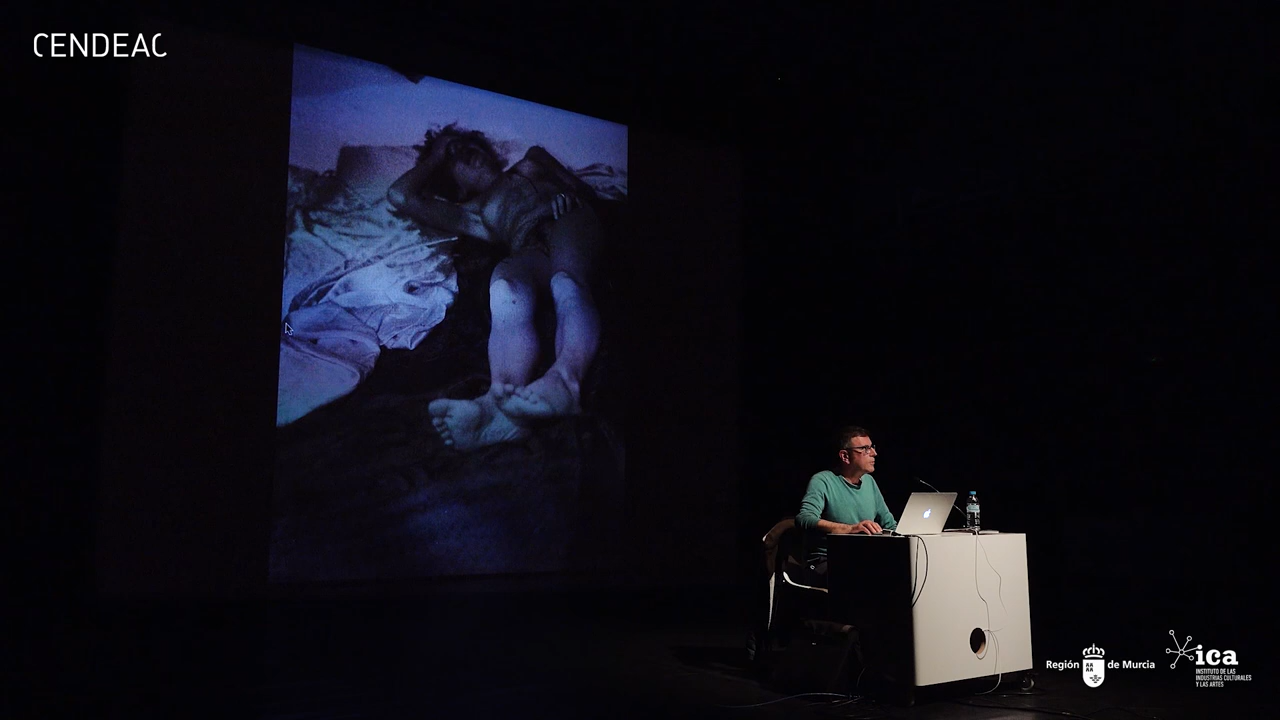 CENDEAC
Región de Murcia
ica
INSTITUTO DE LAS
INDUSTRIAS CULTURALES
Y LAS ARTES